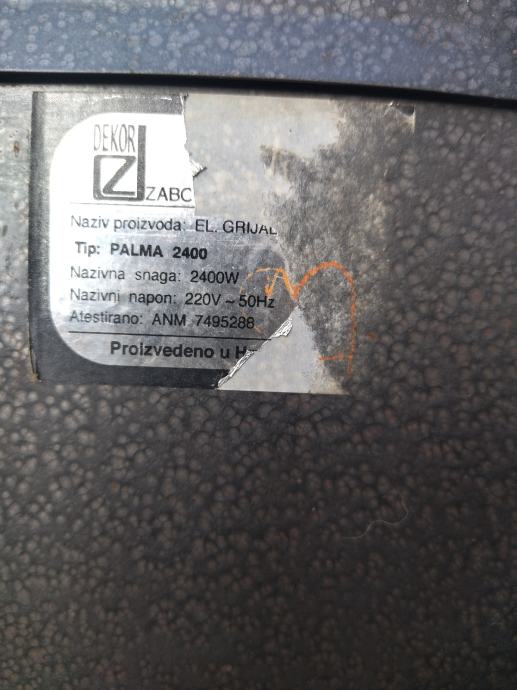 DEKOR
Z
ZABO
Naziv proizvoda: EL. GRIJAL
Tip: PALMA 2400
Nazivna snaga: 2400W
Nazivni napon: 220V ~ 50Hz
Atestirano: ANM 7495288
Proizvedeno u H